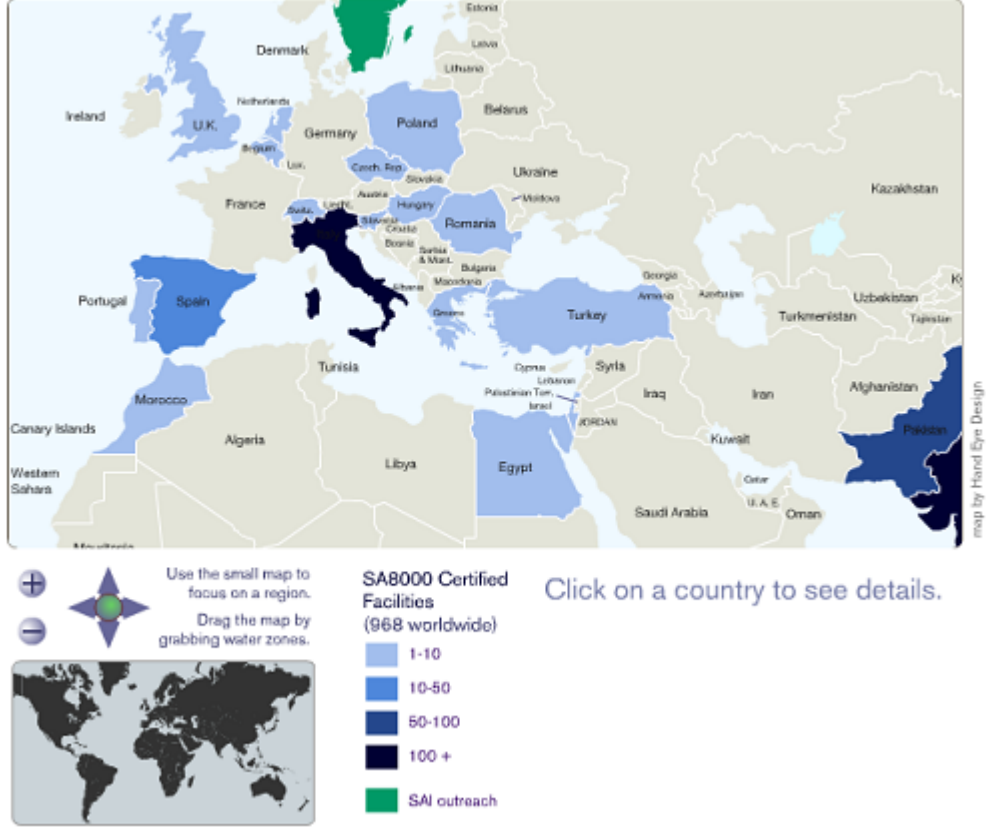 Estonia
Denmark
Latvia
Lithuania
Netherlands
Belarus
Ireland
U.K.
Poland
Germany
Belgium
Lux.
Czech. Rep.
Ukraine
Slovakia
Kazakhstan
Austria
Moldova
France
Switz.
Liecht.
Hungary
Slovenia
Romania
Croatia
Bosnia
Serbia
& Mont.
Bulgaria
Georgia
Albania
Macedonia
Armenia
Azerbaijan
Uzbekistan
Ky
Portugal
Spain
Greece
Turkey
Turkmenistan
Tajikistan
Tunisia
Cyprus
Syria
Lebanon
Afghanistan
Morocco
Palestinian Terr.
Iraq
Iran
Israel
JORDAN
Canary Islands
Pakistan
Algeria
Kuwait
Libya
Egypt
Western
Sahara
Qatar
U. A. E.
Oman
Saudi Arabia
Mauritania
map by Hand Eye Design
Use the small map to
focus on a region.
Drag the map by
grabbing water zones.
SA8000 Certified
Facilities
(968 worldwide)
1-10
10-50
50-100
100 +
SAI outreach
Click on a country to see details.